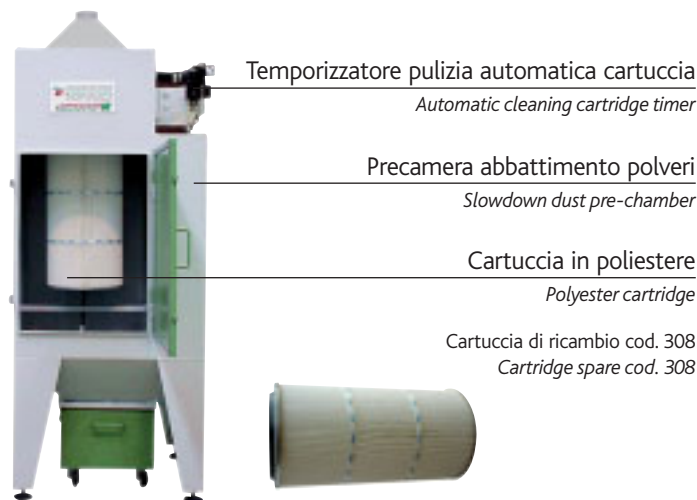 Temporizzatore pulizia automatica cartuccia
Automatic cleaning cartridge timer
Precamera abbattimento polveri
Slowdown dust pre-chamber
Cartuccia in poliestere
Polyester cartridge
Cartuccia di ricambio cod. 308
Cartridge spare cod. 308